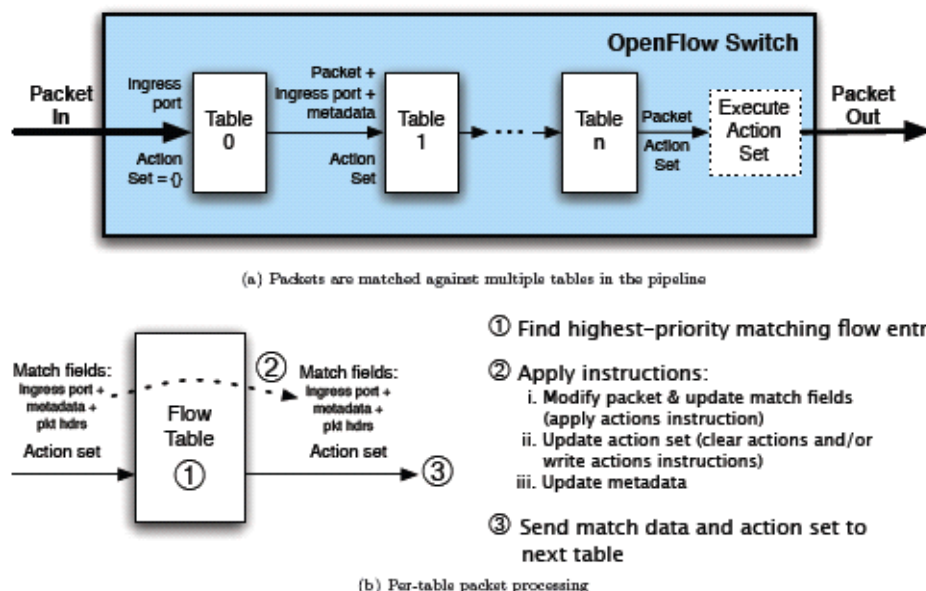 OpenFlow Switch
Packet
In
Ingress
port
Action
Set = {}
Table
0
Packet +
Ingress port +
metadata
Action
Set
Table
1
...
Table
n
Packet
Action
Set
Execute
Action
Set
Packet
Out
(a) Packets are matched against multiple tables in the pipeline
Match fields:
Ingress port +
metadata +
pkt hdrs
Action set
Flow
Table
①
②
Match fields:
Ingress port +
metadata +
pkt hdrs
Action set
③
① Find highest-priority matching flow entr
② Apply instructions:
i. Modify packet & update match fields
(apply actions instruction)
ii. Update action set (clear actions and/or
write actions instructions)
iii. Update metadata
③ Send match data and action set to
next table
(b) Per-table packet processing